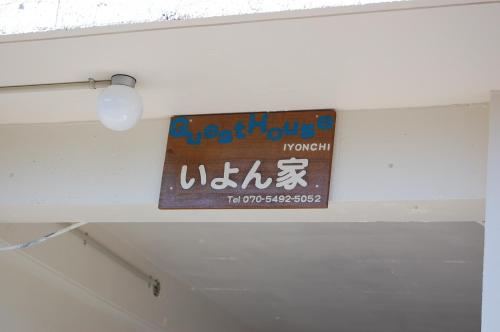 GuestHouse
IYONCHI
いよん家
Tel 070-5492-5052